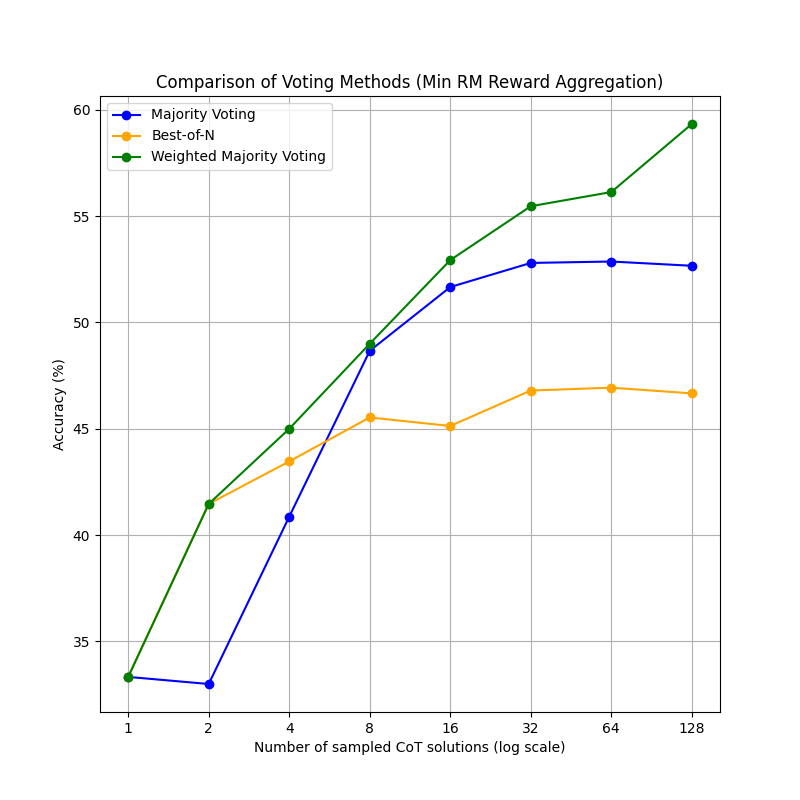 Comparison of Voting Methods (Min RM Reward Aggregation)
Majority Voting
Best-of-N
Weighted Majority Voting
60
55
50
45
40
35
Accuracy (%)
1 2 4 8 16 32 64 128
Number of sampled CoT solutions (log scale)